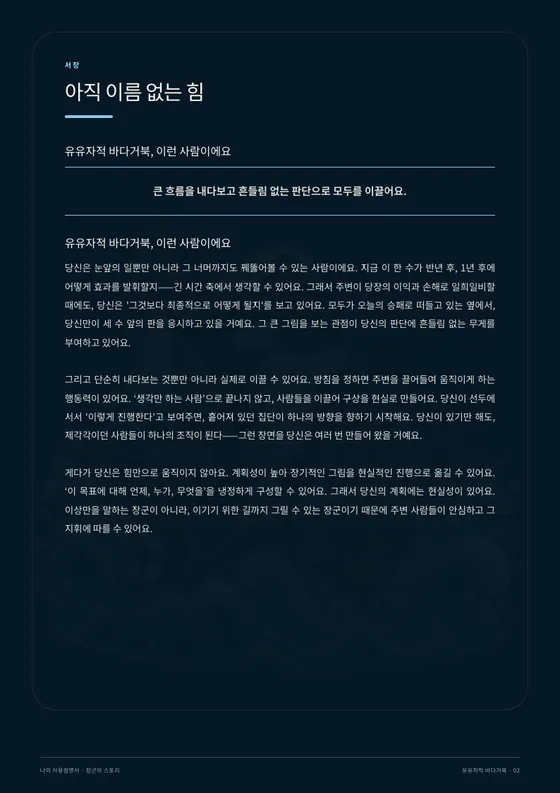 서장
아직 이름 없는 힘
유유자적 바다거북, 이런 사람이에요
큰 흐름을 내다보고 흔들림 없는 판단으로 모두를 이끌어요.
유유자적 바다거북, 이런 사람이에요
당신은 눈앞의 일뿐만 아니라 그 너머까지도 꿰뚫어볼 수 있는 사람이에요. 지금 이 한 수가 반년 후, 1년 후에
어떻게 효과를 발휘할지——긴 시간 축에서 생각할 수 있어요. 그래서 주변이 당장의 이익과 손해로 일희일비할
때에도, 당신은 '그것보다 최종적으로 어떻게 될지'를 보고 있어요. 모두가 오늘의 승패로 떠들고 있는 옆에서,
당신만이 세 수 앞의 판을 응시하고 있을 거예요. 그 큰 그림을 보는 관점이 당신의 판단에 흔들림 없는 무게를
부여하고 있어요.
그리고 단순히 내다보는 것뿐만 아니라 실제로 이끌 수 있어요. 방침을 정하면 주변을 끌어들여 움직이게 하는
행동력이 있어요. '생각만 하는 사람'으로 끝나지 않고, 사람들을 이끌어 구상을 현실로 만들어요. 당신이 선두에
서서 '이렇게 진행한다'고 보여주면, 흩어져 있던 집단이 하나의 방향을 향하기 시작해요. 당신이 있기만 해도,
제각각이던 사람들이 하나의 조직이 된다——그런 장면을 당신은 여러 번 만들어 왔을 거예요.
게다가 당신은 힘만으로 움직이지 않아요. 계획성이 높아 장기적인 그림을 현실적인 진행으로 옮길 수 있어요.
'이 목표에 대해 언제, 누가, 무엇을'을 냉정하게 구성할 수 있어요. 그래서 당신의 계획에는 현실성이 있어요.
이상만을 말하는 장군이 아니라, 이기기 위한 길까지 그릴 수 있는 장군이기 때문에 주변 사람들이 안심하고 그
지휘에 따를 수 있어요.
나의 사용설명서 · 장군의 스토리
유유자적 바다거북 · 02